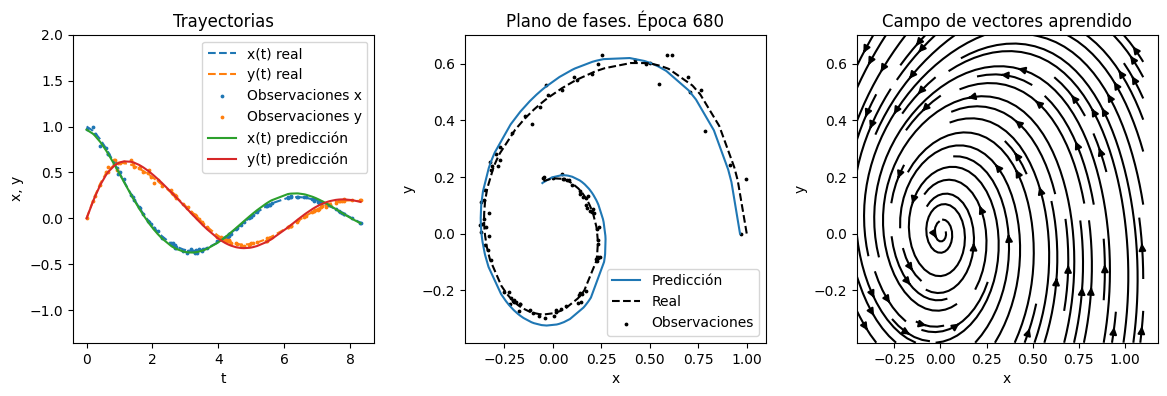 Trayectorias
2.0
1.5
1.0
0.5
0.0
−0.5
−1.0
x, y
0
2
4
6
8
t
x(t) real
y(t) real
Observaciones x
Observaciones y
x(t) predicción
y(t) predicción
Plano de fases. Época 680
0.6
0.4
0.2
0.0
−0.2
y
−0.25
0.00
0.25
0.50
0.75
1.00
x
Predicción
Real
Observaciones
Campo de vectores aprendido
0.6
0.4
0.2
0.0
−0.2
y
−0.25
0.00
0.25
0.50
0.75
1.00
x